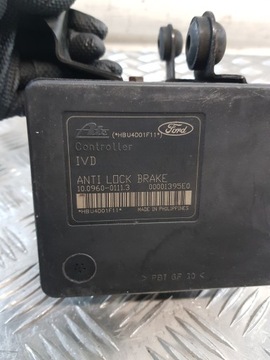 Ate (*HBU4001F11*) Ford
Controller
IVD
ANTI LOCK BRAKE
10.0960-0111.3 00001395E0
*HBU4001F11*
MADE IN PHILIPPINES